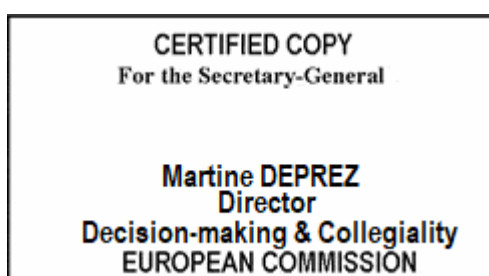 CERTIFIED COPY
For the Secretary-General
Martine DEPREZ
Director
Decision-making & Collegiality
EUROPEAN COMMISSION